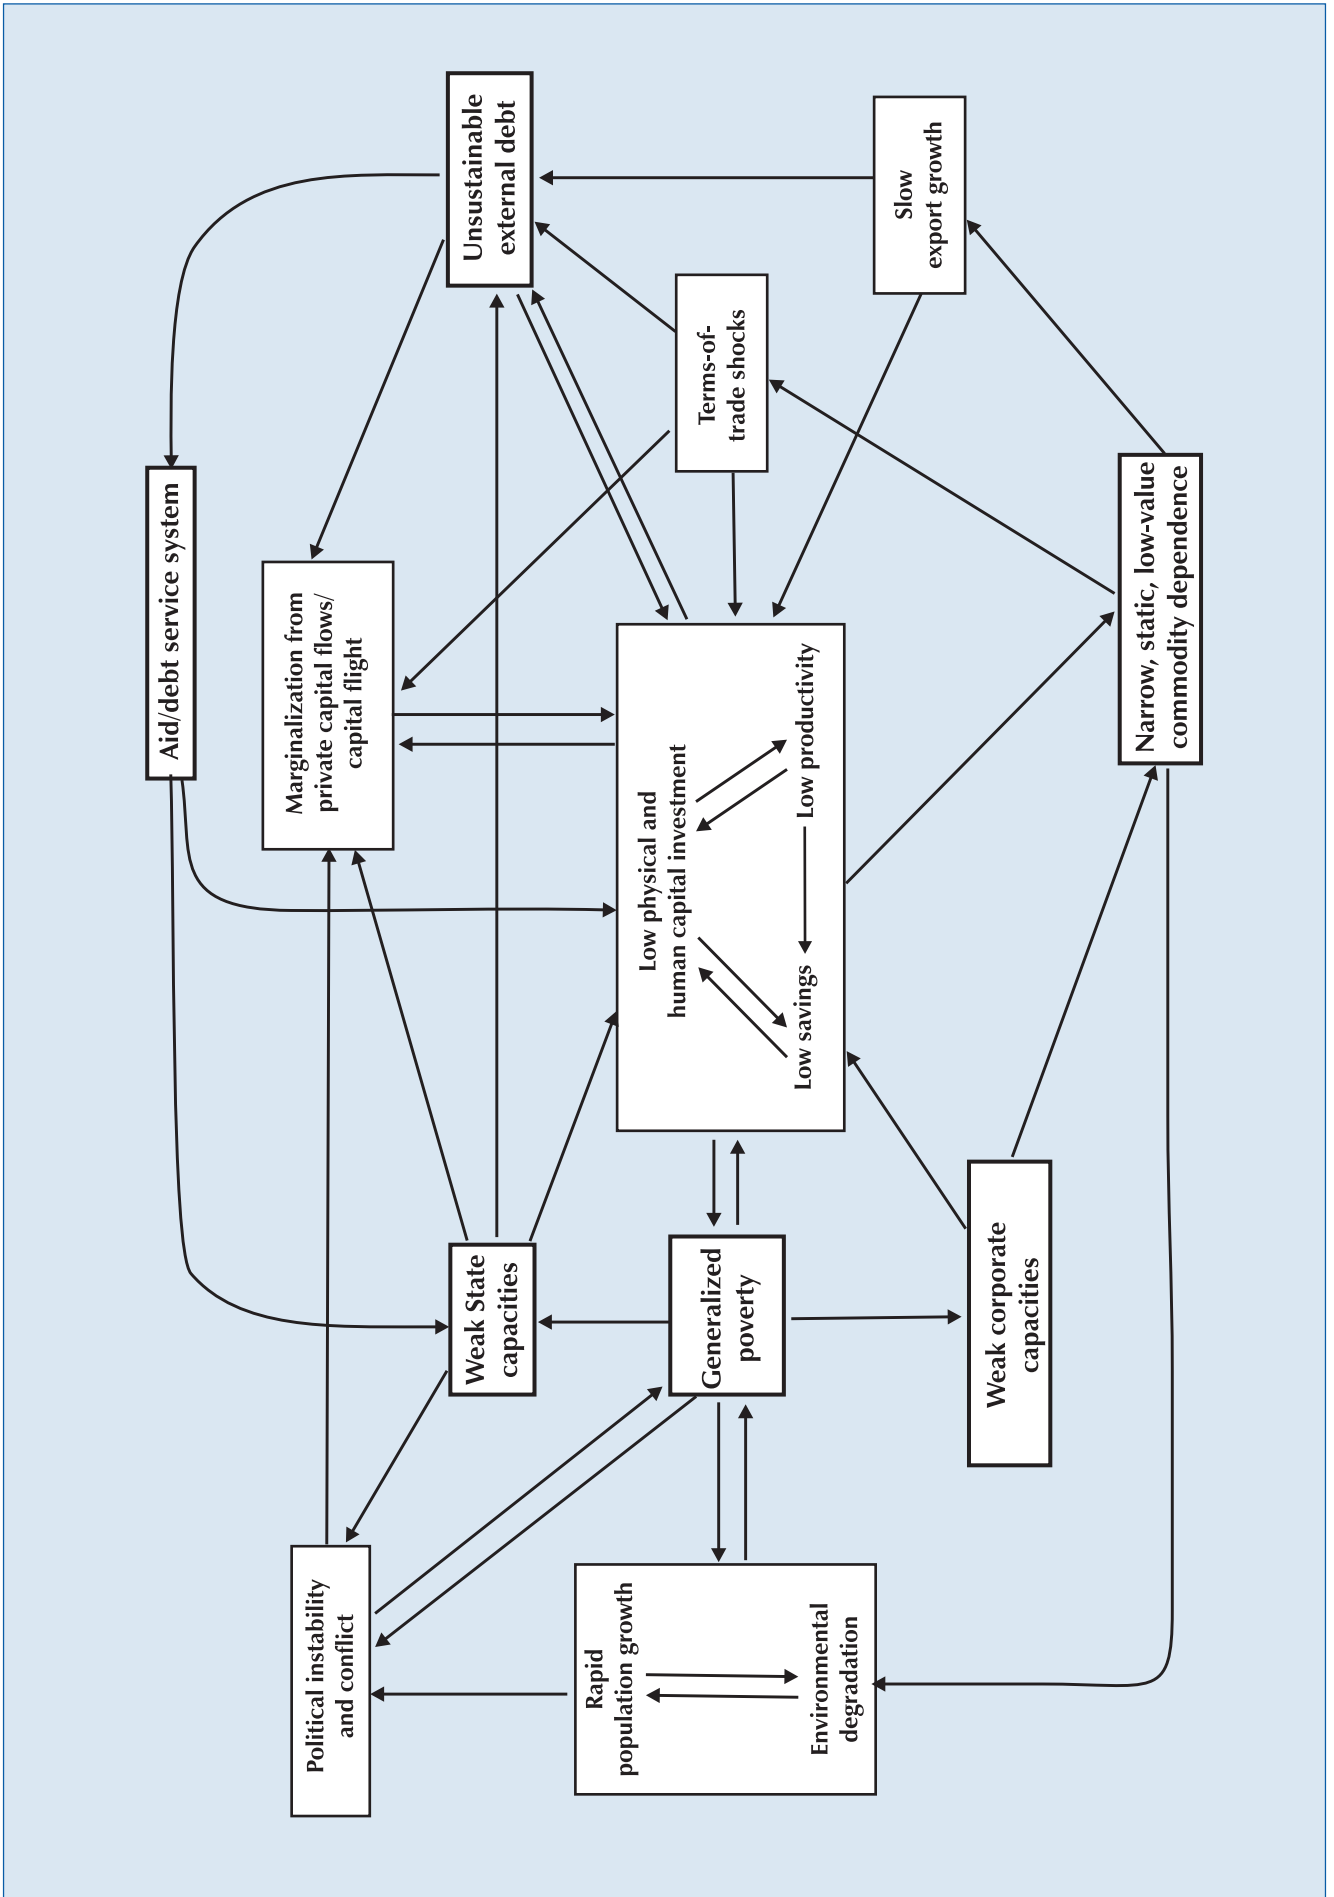 Aid/debt service system
Political instability
and conflict
Marginalization from
private capital flows/
capital flight
Weak State
capacities
Unsustainable
external debt
Rapid
population growth
Environmental
degradation
Generalized
poverty
Low physical and
human capital investment
Low savings
Low productivity
Terms-of-
trade shocks
Slow
export growth
Weak corporate
capacities
Narrow, static, low-value
commodity dependence